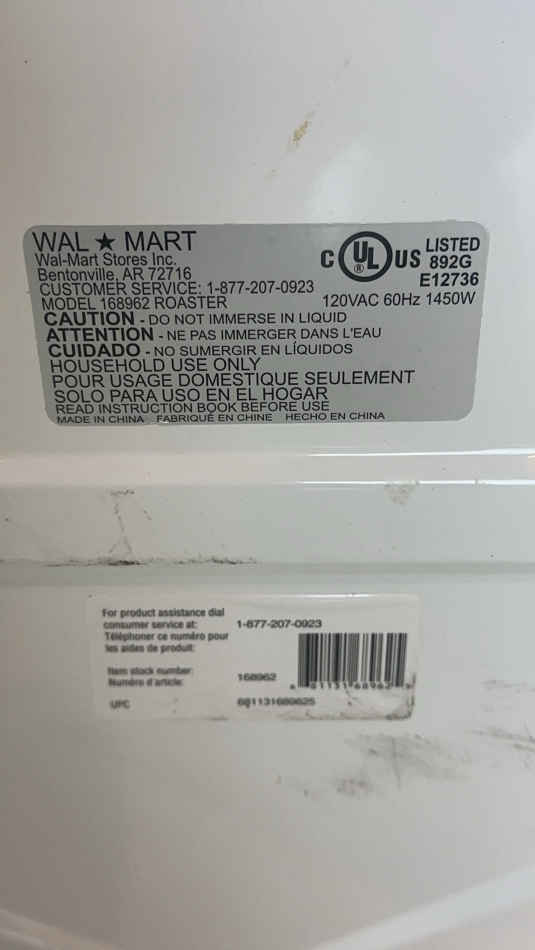 WAL ★ MART
Wal-Mart Stores Inc.
Bentonville, AR 72716
CUSTOMER SERVICE: 1-877-207-0923
MODEL 168962 ROASTER
C UL ® US LISTED
892G
E12736
120VAC 60Hz 1450W
CAUTION - DO NOT IMMERSE IN LIQUID
ATTENTION - NE PAS IMMERGER DANS L'EAU
CUIDADO - NO SUMERGIR EN LÍQUIDOS
HOUSEHOLD USE ONLY
POUR USAGE DOMESTIQUE SEULEMENT
SOLO PARA USO EN EL HOGAR
READ INSTRUCTION BOOK BEFORE USE
MADE IN CHINA FABRIQUÉ EN CHINE HECHO EN CHINA
For product assistance dial
consumer service at: 1-877-207-0923
Téléphoner ce numéro pour
les aides de produit:
Item stock number:
Numéro d'article: 168962
UPC 681131689625